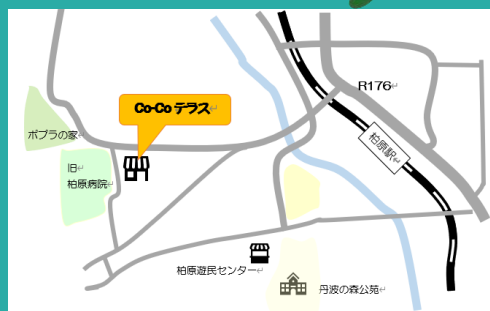 R176
Co-Co テラス
ポプラの家
柏原駅
旧
柏原病院
柏原遊民センター
丹波の森公苑